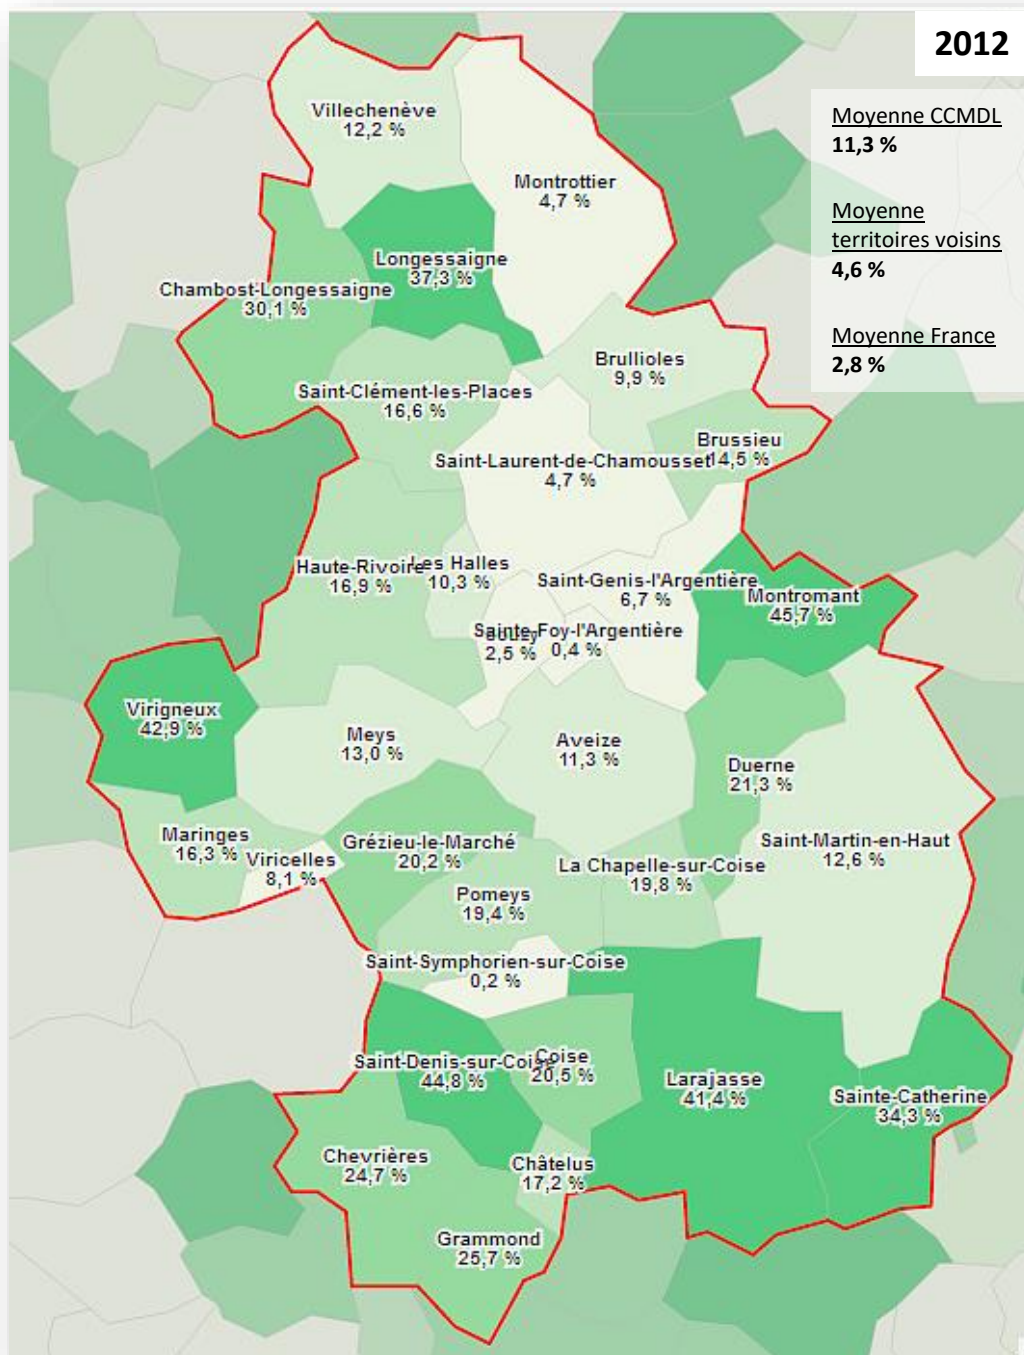 2012
Moyenne CCMDL
11,3 %
Moyenne
territoires voisins
4,6 %
Moyenne France
2,8 %
Villechenève
12,2 %
Montrottier
4,7 %
Longessaigne
37,3 %
Chambost-Longessaigne
30,1 %
Brullioles
9,9 %
Saint-Clément-les-Places
16,6 %
Brussieu
14,5 %
Saint-Laurent-de-Chamousset
4,7 %
Haute-Rivoire
16,9 %
Les Halles
10,3 %
Saint-Genis-l'Argentière
6,7 %
Montromant
45,7 %
Sainte-Foy-l'Argentière
0,4 %
2,5 %
Virigneux
42,9 %
Meys
13,0 %
Aveize
11,3 %
Duerne
21,3 %
Maringes
16,3 %
Viricelles
8,1 %
Grézieu-le-Marché
20,2 %
La Chapelle-sur-Coise
19,8 %
Saint-Martin-en-Haut
12,6 %
Pomeys
19,4 %
Saint-Symphorien-sur-Coise
0,2 %
Saint-Denis-sur-Coise
44,8 %
Coise
20,5 %
Larajasse
41,4 %
Sainte-Catherine
34,3 %
Chevrières
24,7 %
Châtelus
17,2 %
Grammond
25,7 %